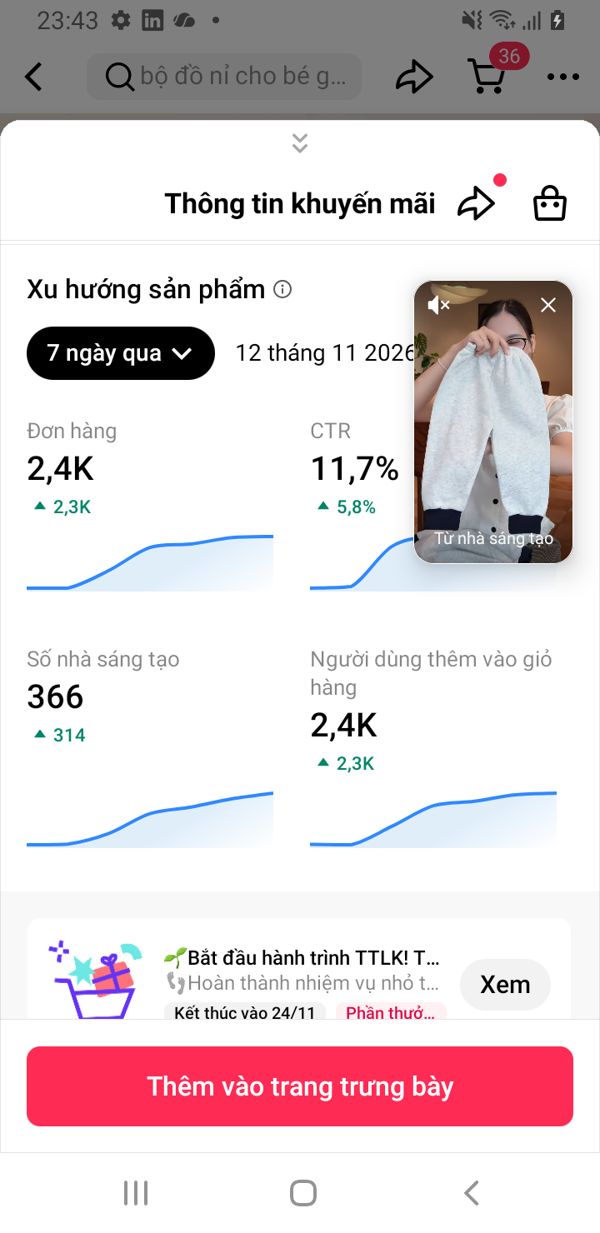 23:43
bộ đồ nỉ cho bé g...
36
Thông tin khuyến mãi
Xu hướng sản phẩm
7 ngày qua
12 tháng 11 2026
Đơn hàng
2,4K
2,3K
CTR
11,7%
5,8%
Từ nhà sáng tạo
Số nhà sáng tạo
366
314
Người dùng thêm vào giỏ
hàng
2,4K
2,3K
🌱Bắt đầu hành trình TTLK! T...
👣Hoàn thành nhiệm vụ nhỏ t...
Kết thúc vào 24/11 Phần thưở...
Xem
Thêm vào trang trưng bày